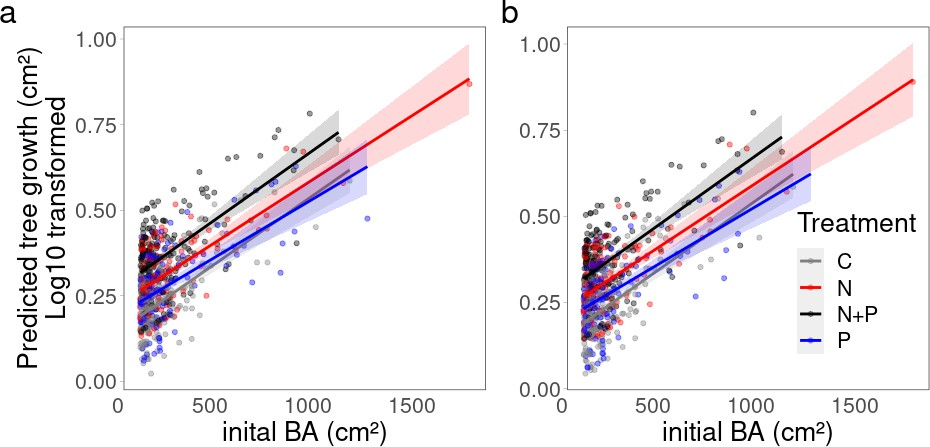 a
b
Predicted tree growth (cm²)
Log10 transformed
1.00
0.75
0.50
0.25
0.00
0
500
1000
1500
inital BA (cm²)
1.00
0.75
0.50
0.25
0.00
0
500
1000
1500
initial BA (cm²)
Treatment
C
N
N+P
P